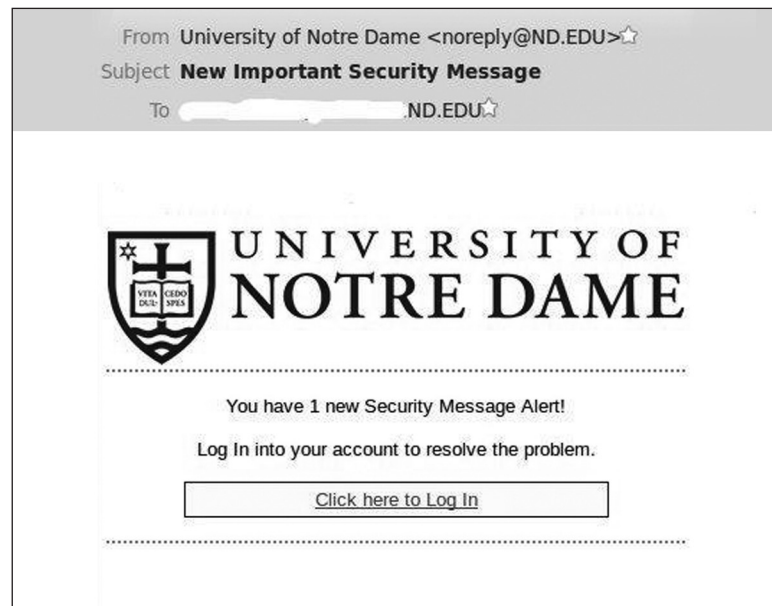 From University of Notre Dame <noreply@ND.EDU>
Subject New Important Security Message
To .ND.EDU
UNIVERSITY OF
NOTRE DAME
VITA CEDO
DUL- SPES
You have 1 new Security Message Alert!
Log In into your account to resolve the problem.
Click here to Log In